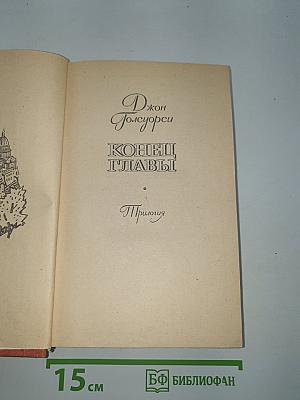 Джон
Голсуорси
КОНЕЦ
ГЛАВЫ
Трилогия
15 см
БФ БИБЛИОФАН